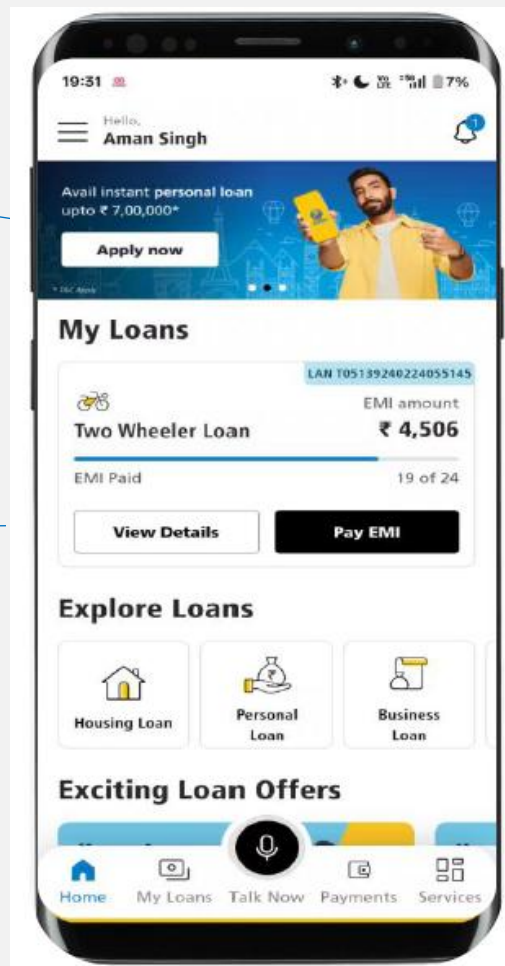 19:31
7%
Hello,
Aman Singh
1
Avail instant personal loan
upto ₹ 7,00,000*
Apply now
* T&C Apply
My Loans
LAN T05139240224055145
EMI amount
Two Wheeler Loan
₹ 4,506
EMI Paid
19 of 24
View Details
Pay EMI
Explore Loans
Housing Loan
Personal
Loan
Business
Loan
Exciting Loan Offers
Home
My Loans
Talk Now
Payments
Services